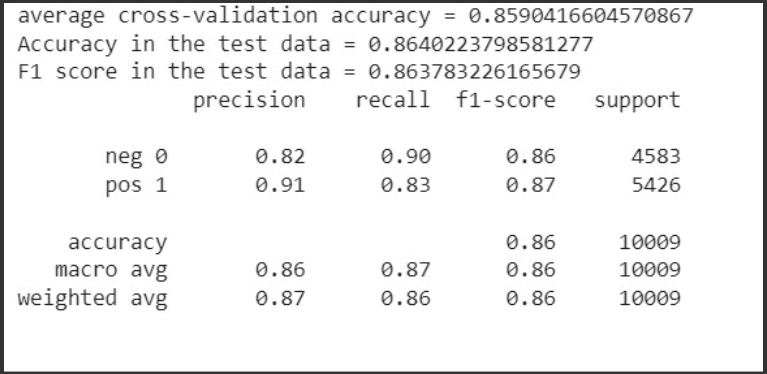 average cross-validation accuracy = 0.8590416604570867
Accuracy in the test data = 0.8640223798581277
F1 score in the test data = 0.863783226165679
precision recall f1-score support
neg 0 0.82 0.90 0.86 4583
pos 1 0.91 0.83 0.87 5426
accuracy 0.86 10009
macro avg 0.86 0.87 0.86 10009
weighted avg 0.87 0.86 0.86 10009